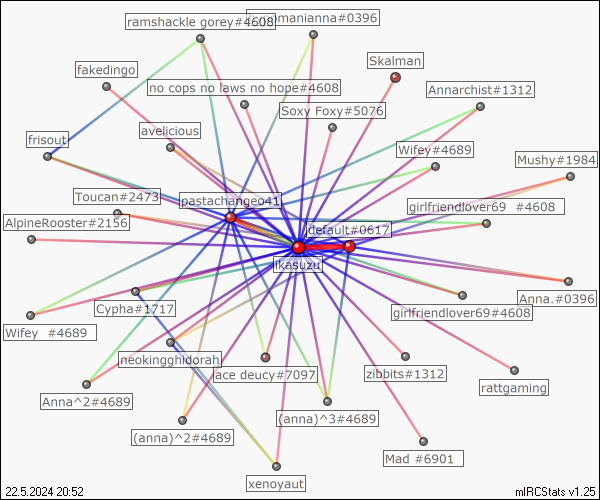 ramshackle gorey#4608
#0396
fakedingo
Skalman
no cops no laws no hope#4608
Annarchist#1312
Soxy Foxy#5076
frisout
avelicious
Wifey#4689
Mushy#1984
Toucan#2473
pastachangeo41
girlfriendlover69 #4608
AlpineRooster#2156
default#0617
ikasuzu
Anna.#0396
Cypha#1717
girlfriendlover69#4608
Wifey #4689
neokingghidorah
ace deucy#7097
zibbits#1312
rattgaming
Anna^2#4689
(anna)^3#4689
(anna)^2#4689
Mad #6901
xenoyaut
22.5.2024 20:52
mIRCStats v1.25